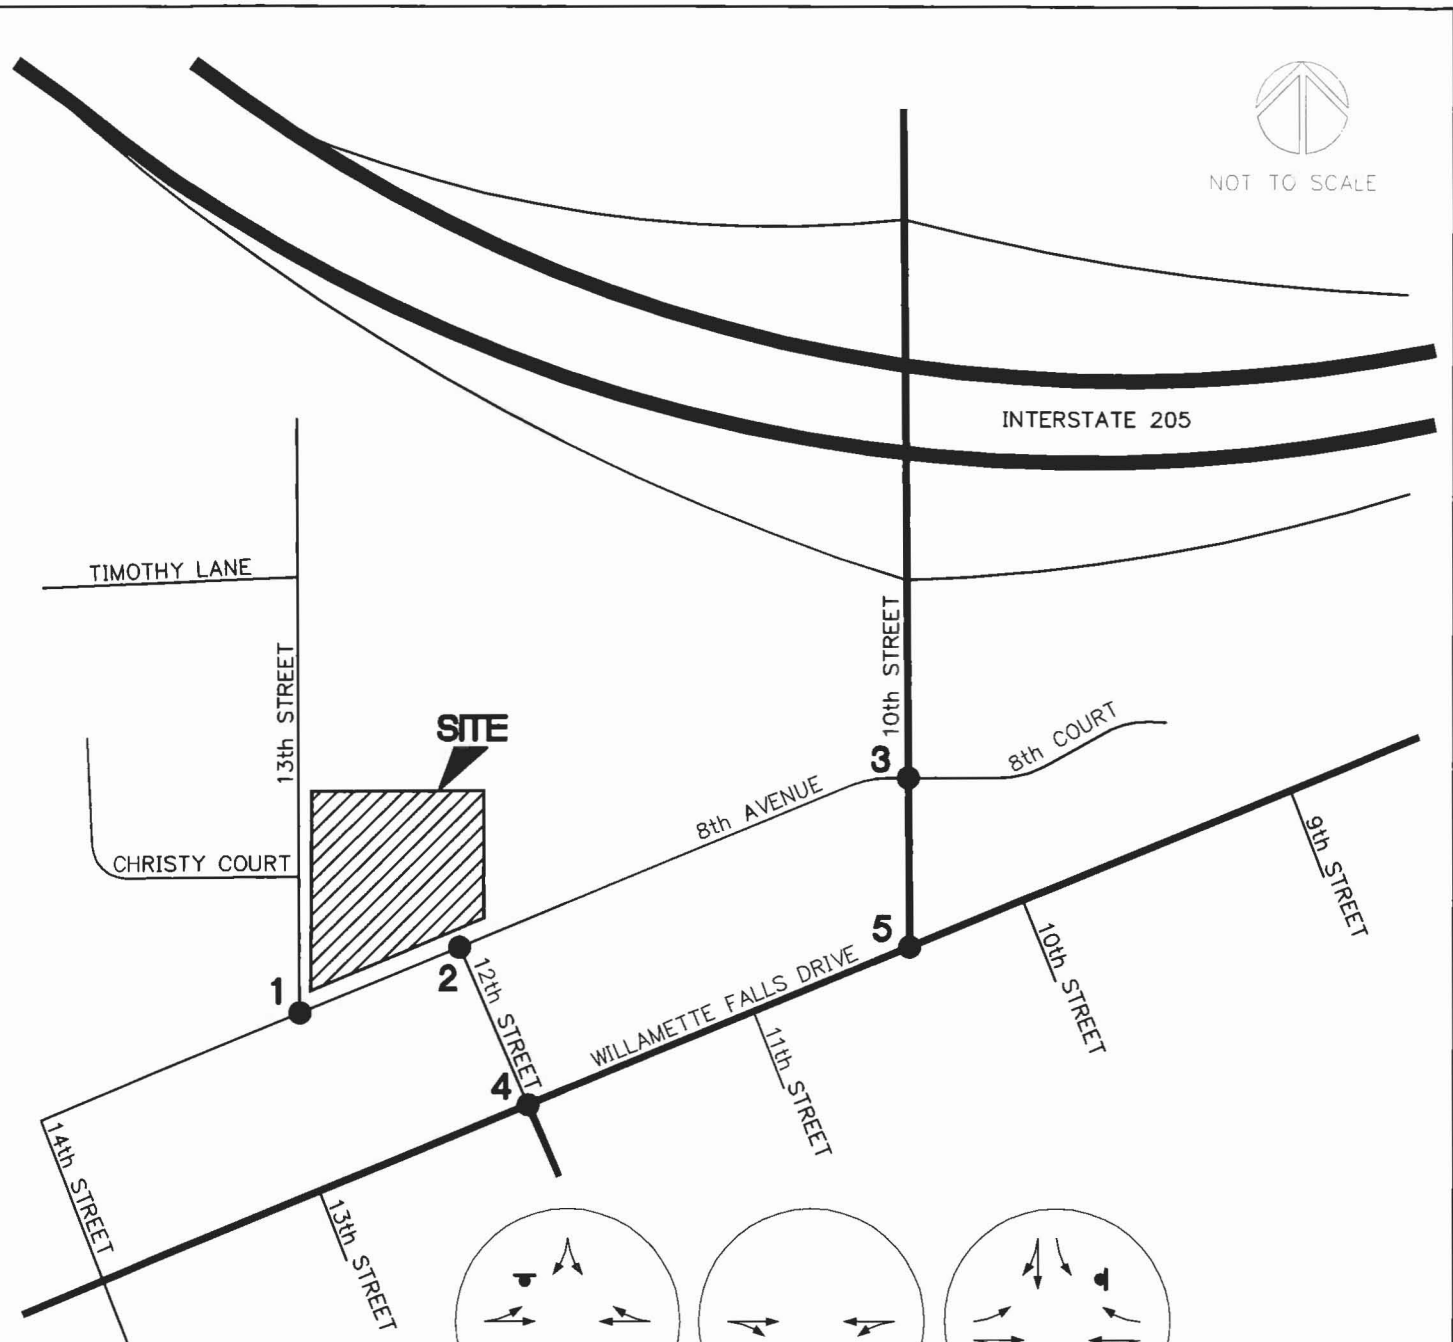 NOT TO SCALE
INTERSTATE 205
TIMOTHY LANE
13th STREET
10th STREET
SITE
8th COURT
3
8th AVENUE
CHRISTY COURT
9th STREET
5
10th STREET
1
2
12th STREET
WILLAMETTE FALLS DRIVE
11th STREET
4
14th STREET
13th STREET